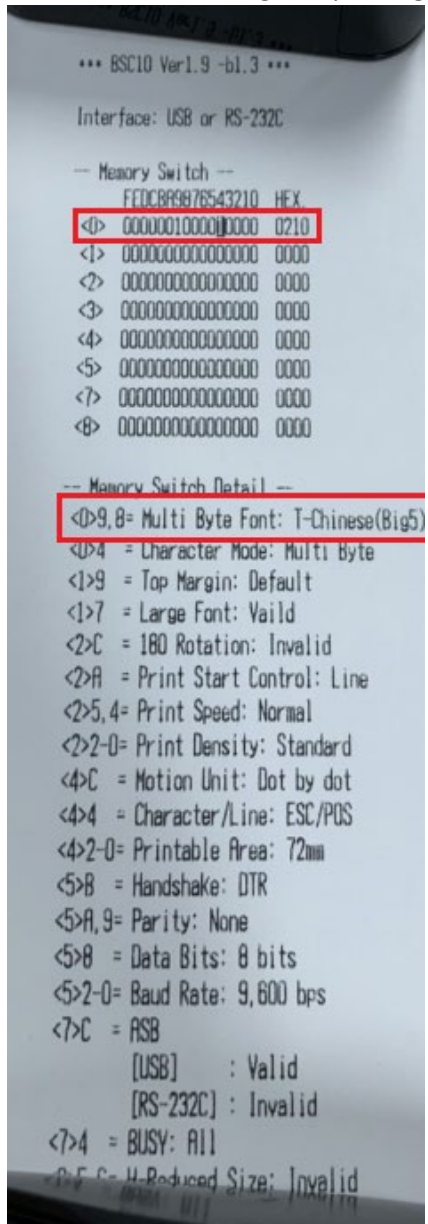 *** BSC10 Ver1.9 -b1.3 ***
Interface: USB or RS-232C
-- Memory Switch --
FEDCBA9876543210 HEX.
<0> 0000001000010000 0210
<1> 0000000000000000 0000
<2> 0000000000000000 0000
<3> 0000000000000000 0000
<4> 0000000000000000 0000
<5> 0000000000000000 0000
<7> 0000000000000000 0000
<8> 0000000000000000 0000
-- Memory Switch Detail --
<0>9,8= Multi Byte Font: T-Chinese(Big5)
<0>4 = Character Mode: Multi Byte
<1>9 = Top Margin: Default
<1>7 = Large Font: Vaild
<2>C = 180 Rotation: Invalid
<2>A = Print Start Control: Line
<2>5,4= Print Speed: Normal
<2>2-0= Print Density: Standard
<4>C = Motion Unit: Dot by dot
<4>4 = Character/Line: ESC/POS
<4>2-0= Printable Area: 72mm
<5>B = Handshake: DTR
<5>A,9= Parity: None
<5>8 = Data Bits: 8 bits
<5>2-0= Baud Rate: 9,600 bps
<7>C = ASB
[USB] : Valid
[RS-232C] : Invalid
<7>4 = BUSY: All
H-Reduced Size: Invalid